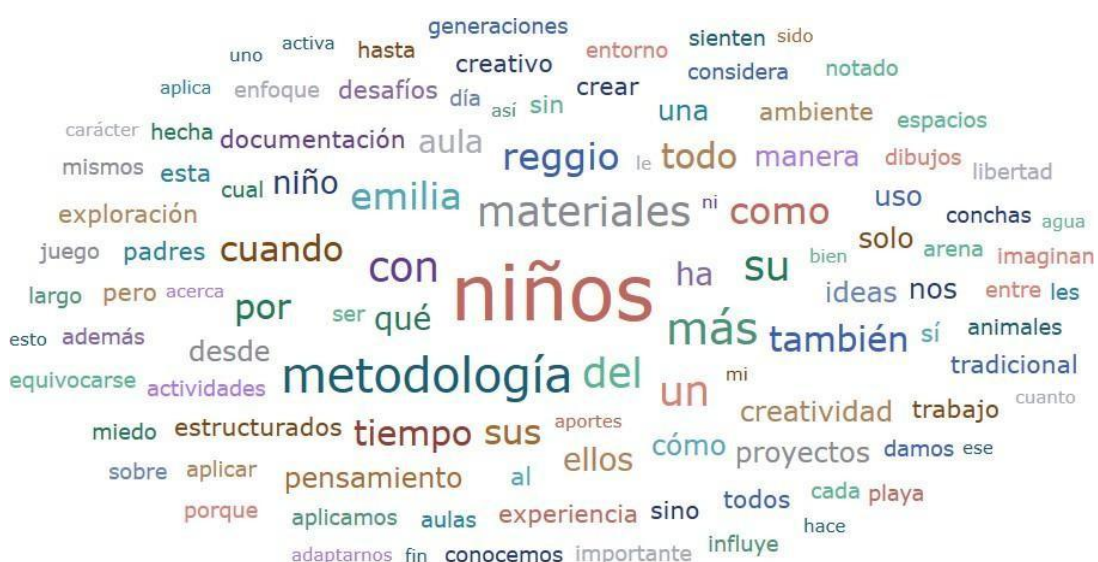 generaciones
uno activa hasta creativo entorno sienten sido
aplica enfoque desafíos día así sin crear considera notado
carácter hecha documentación aula una ambiente espacios
mismos esta cual niño reggio le todo manera dibujos libertad
exploración emilia materiales ni como uso conchas agua
juego padres cuando con niños ha su bien solo arena imaginan
largo pero acerca por ser qué ideas nos entre les
esto además desde más también sí animales
equivocarse actividades metodología del un mi tradicional
miedo estructurados tiempo sus aportes creatividad trabajo cuanto
sobre aplicar pensamiento al ellos cómo proyectos damos ese
porque aplicamos aulas experiencia sino todos cada playa
adaptarnos fin conocemos importante influye hace